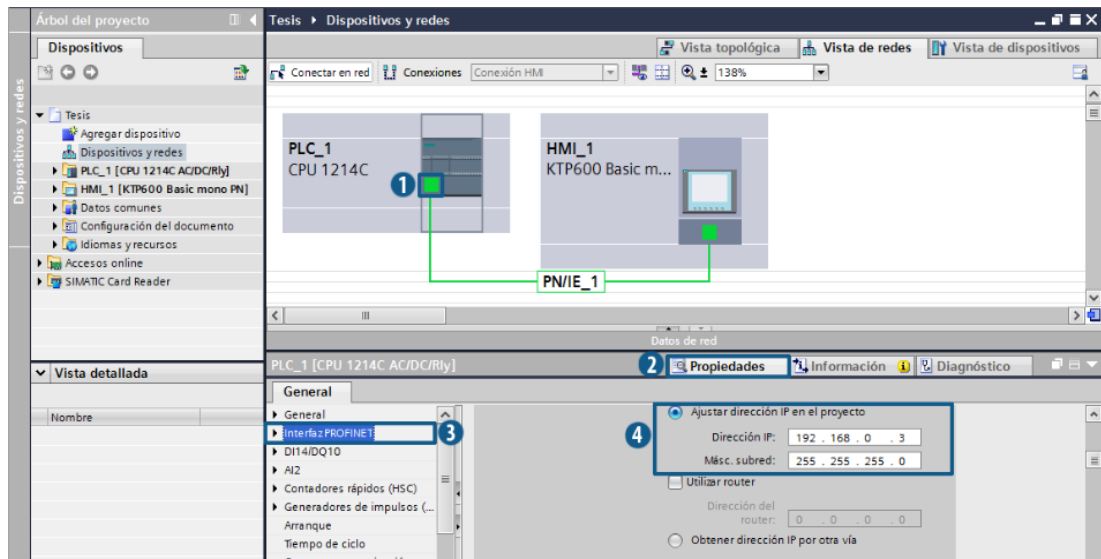 Árbol del proyecto
Tesis ▸ Dispositivos y redes
Dispositivos
Vista topológica
Vista de redes
Vista de dispositivos
Conectar en red
Conexiones
Conexión HMI
138%
Dispositivos y redes
Tesis
Agregar dispositivo
Dispositivos y redes
PLC_1 [CPU 1214C AC/DC/Rly]
HMI_1 [KTP600 Basic mono PN]
Datos comunes
Configuración del documento
Idiomas y recursos
Accesos online
SIMATIC Card Reader
PLC_1
CPU 1214C
1
HMI_1
KTP600 Basic m...
PN/IE_1
Datos de red
Vista detallada
Nombre
PLC_1 [CPU 1214C AC/DC/Rly]
2
Propiedades
Información
Diagnóstico
General
General
Interfaz PROFINET
3
DI14/DQ10
AI2
Contadores rápidos (HSC)
Generadores de impulsos (...
Arranque
Tiempo de ciclo
4
Ajustar dirección IP en el proyecto
Dirección IP: 192 . 168 . 0 . 3
Másc. subred: 255 . 255 . 255 . 0
Utilizar router
Dirección del
router: 0 . 0 . 0 . 0
Obtener dirección IP por otra vía